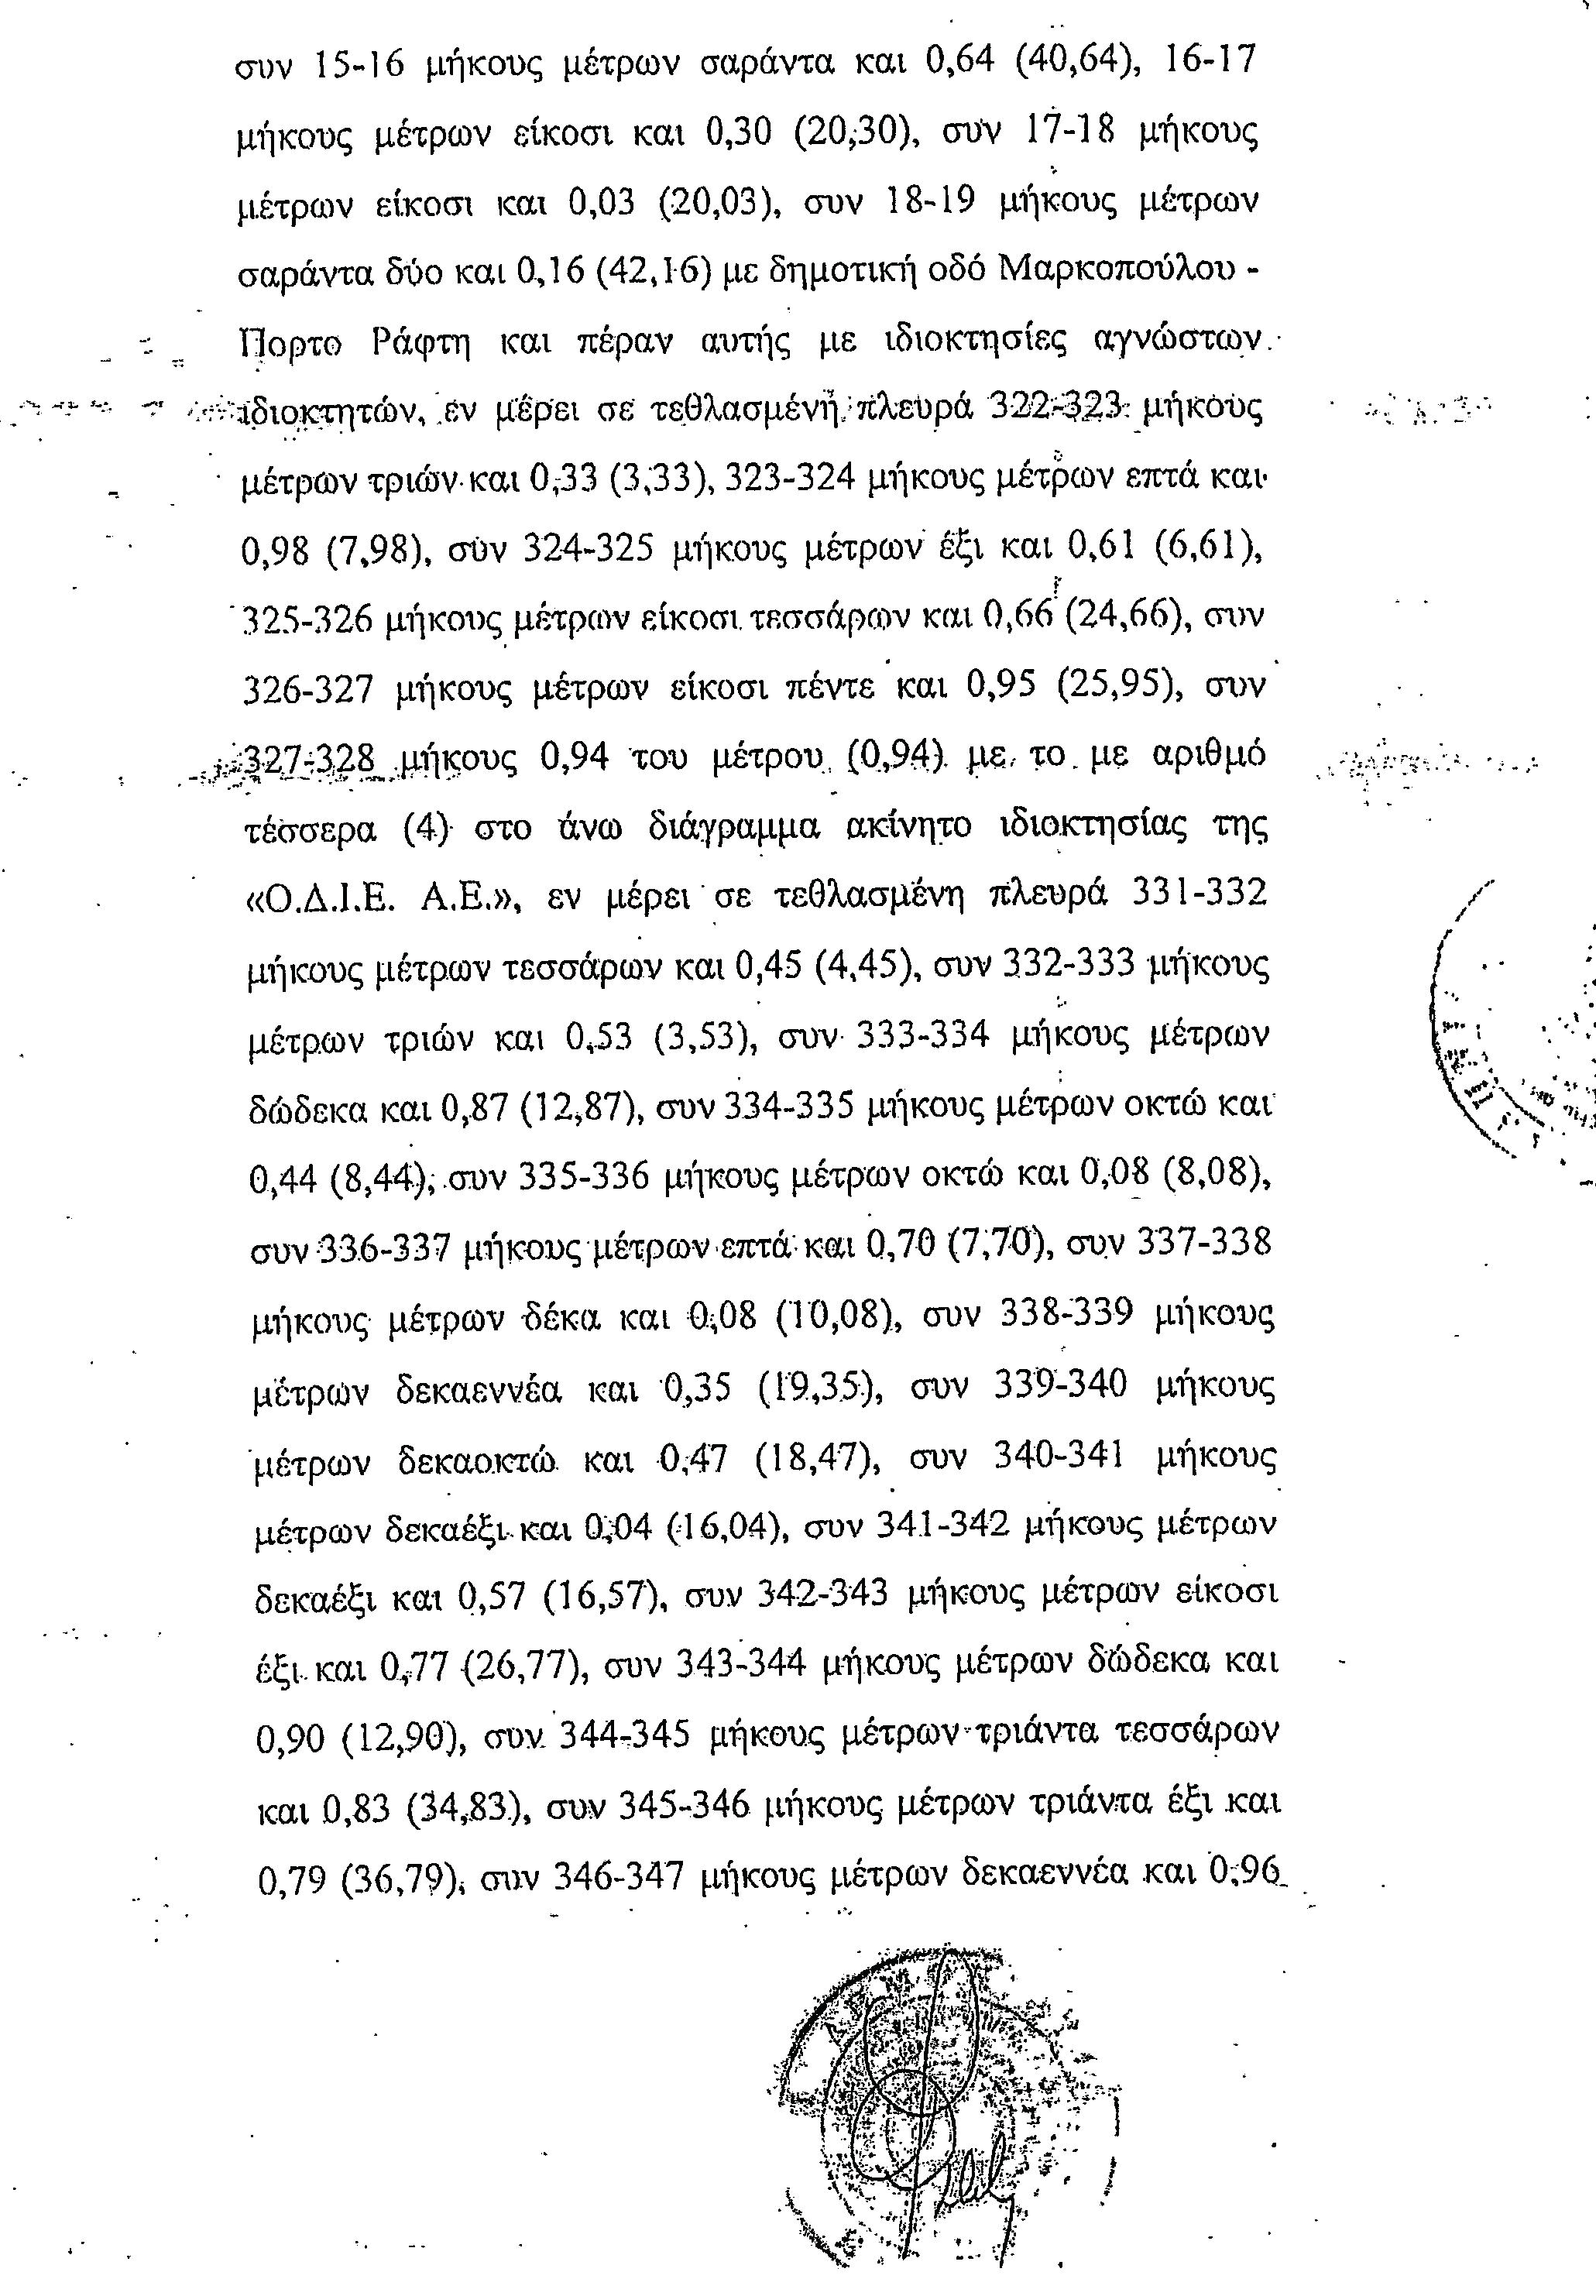 συν 15-16 μήκους μέτρων σαράντα και 0,64 (40,64), 16-17
μήκους μέτρων είκοσι και 0,30 (20,30), συν 17-18 μήκους
μέτρων είκοσι και 0,03 (20,03), συν 18-19 μήκους μέτρων
σαράντα δύο και 0,16 (42,16) με δημοτική οδό Μαρκοπούλου -
Πορτο Ράφτη και πέραν αυτής με ιδιοκτησίες αγνώστων
ιδιοκτητών, εν μέρει σε τεθλασμένη πλευρά 322-323 μήκους
μέτρων τριών και 0,33 (3,33), 323-324 μήκους μέτρων επτά και
0,98 (7,98), συν 324-325 μήκους μέτρων έξι και 0,61 (6,61),
325-326 μήκους μέτρων είκοσι τεσσάρων και 0,66 (24,66), συν
326-327 μήκους μέτρων είκοσι πέντε και 0,95 (25,95), συν
327-328 μήκους 0,94 του μέτρου (0,94) με το με αριθμό
τέσσερα (4) στο άνω διάγραμμα ακίνητο ιδιοκτησίας της
«Ο.Δ.Ι.Ε. Α.Ε.», εν μέρει σε τεθλασμένη πλευρά 331-332
μήκους μέτρων τεσσάρων και 0,45 (4,45), συν 332-333 μήκους
μέτρων τριών και 0,53 (3,53), συν 333-334 μήκους μέτρων
δώδεκα και 0,87 (12,87), συν 334-335 μήκους μέτρων οκτώ και
0,44 (8,44), συν 335-336 μήκους μέτρων οκτώ και 0,08 (8,08),
συν 336-337 μήκους μέτρων επτά και 0,70 (7,70), συν 337-338
μήκους μέτρων δέκα και 0,08 (10,08), συν 338-339 μήκους
μέτρων δεκαεννέα και 0,35 (19,35), συν 339-340 μήκους
μέτρων δεκαοκτώ και 0,47 (18,47), συν 340-341 μήκους
μέτρων δεκαέξι και 0,04 (16,04), συν 341-342 μήκους μέτρων
δεκαέξι και 0,57 (16,57), συν 342-343 μήκους μέτρων είκοσι
έξι και 0,77 (26,77), συν 343-344 μήκους μέτρων δώδεκα και
0,90 (12,90), συν 344-345 μήκους μέτρων τριάντα τεσσάρων
και 0,83 (34,83), συν 345-346 μήκους μέτρων τριάντα έξι και
0,79 (36,79), συν 346-347 μήκους μέτρων δεκαεννέα και 0,96